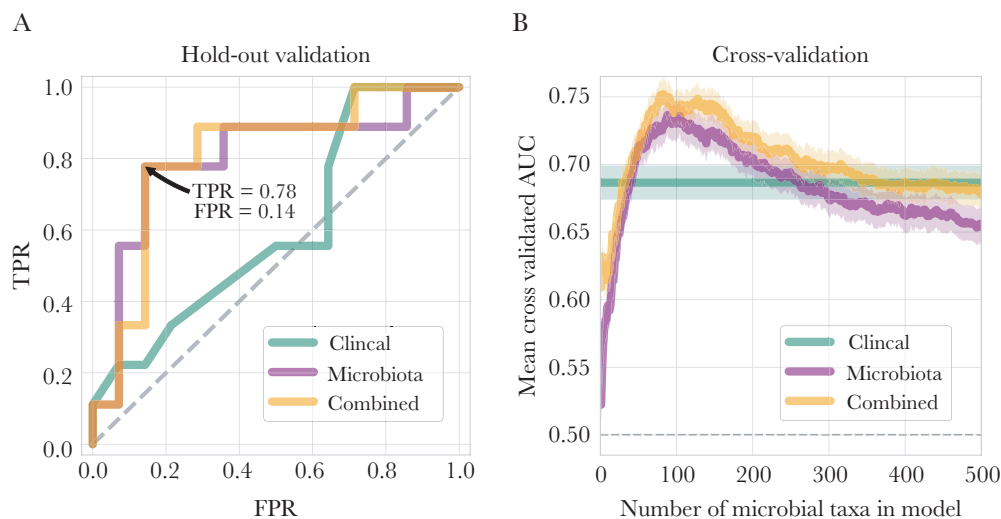 A
Hold-out validation
TPR
1.0
0.8
0.6
0.4
0.2
0.0
TPR = 0.78
FPR = 0.14
Clincal
Microbiota
Combined
0.0 0.2 0.4 0.6 0.8 1.0
FPR
B
Cross-validation
Mean cross validated AUC
0.75
0.70
0.65
0.60
0.55
0.50
Clinical
Microbiota
Combined
0 100 200 300 400 500
Number of microbial taxa in model